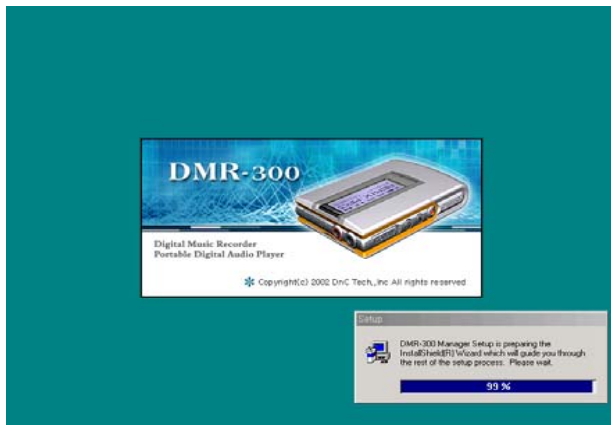 DMR-300
Digital Music Recorder
Portable Digital Audio Player
Copyright(c) 2002 DnC Tech,,Inc All rights reserved
Setup
DMR-300 Manager Setup is preparing the
InstallShield(R) Wizard which will guide you through
the rest of the setup process. Please wait.
99 %